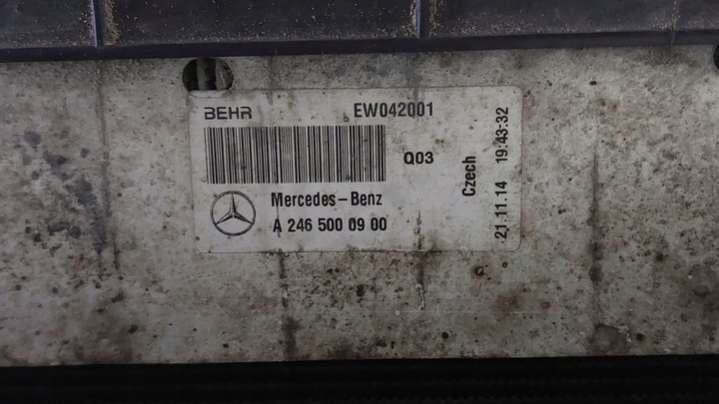 BEHR EW042001
Q03
Mercedes-Benz
A 246 500 09 00
Czech
21.11.14 19:43:32